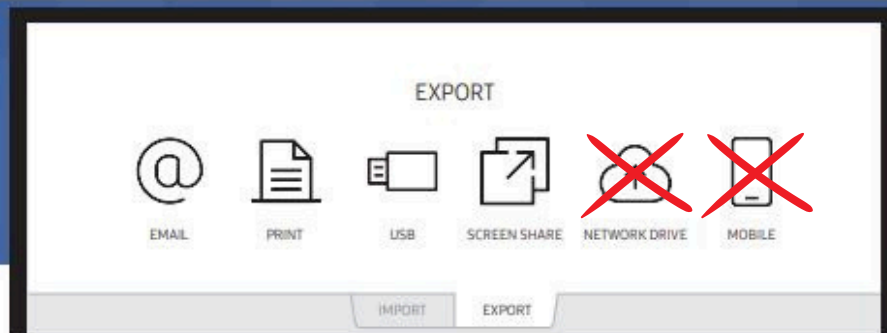 EXPORT
@
EMAIL PRINT USB SCREEN SHARE NETWORK DRIVE MOBILE
IMPORT EXPORT